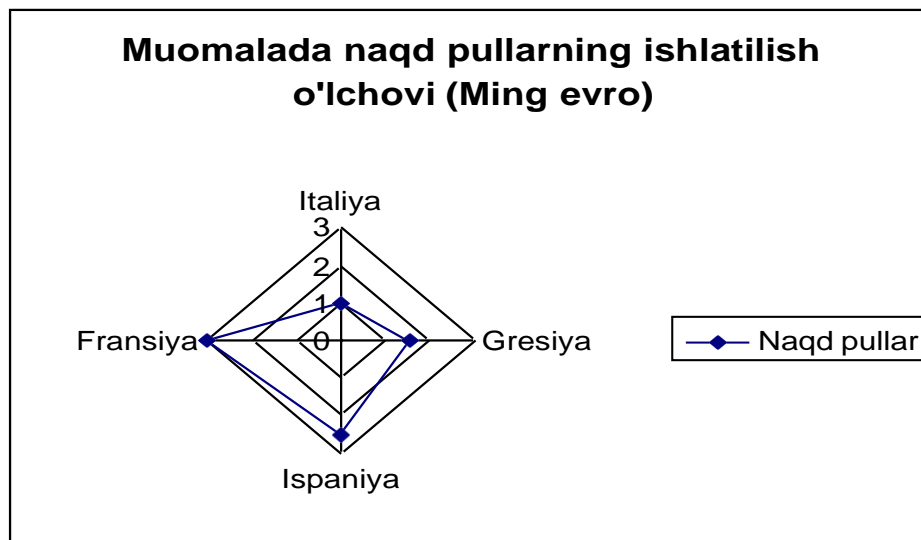 Muomalada naqd pullarning ishlatilish
o'lchovi (Ming evro)
Italiya
3
2
1
0
Fransiya
Gresiya
Ispaniya
Naqd pullar